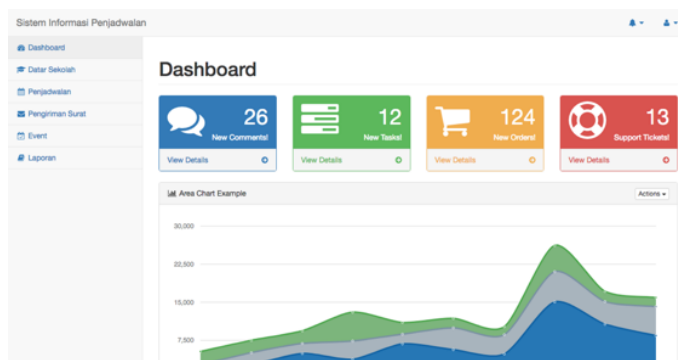 Sistem Informasi Penjadwalan
Dashboard
Datar Sekolah
Penjadwalan
Pengiriman Surat
Event
Laporan
Dashboard
26
New Comments!
View Details
12
New Tasks!
View Details
124
New Orders!
View Details
13
Support Tickets!
View Details
Area Chart Example
Actions
30,000
22,500
15,000
7,500